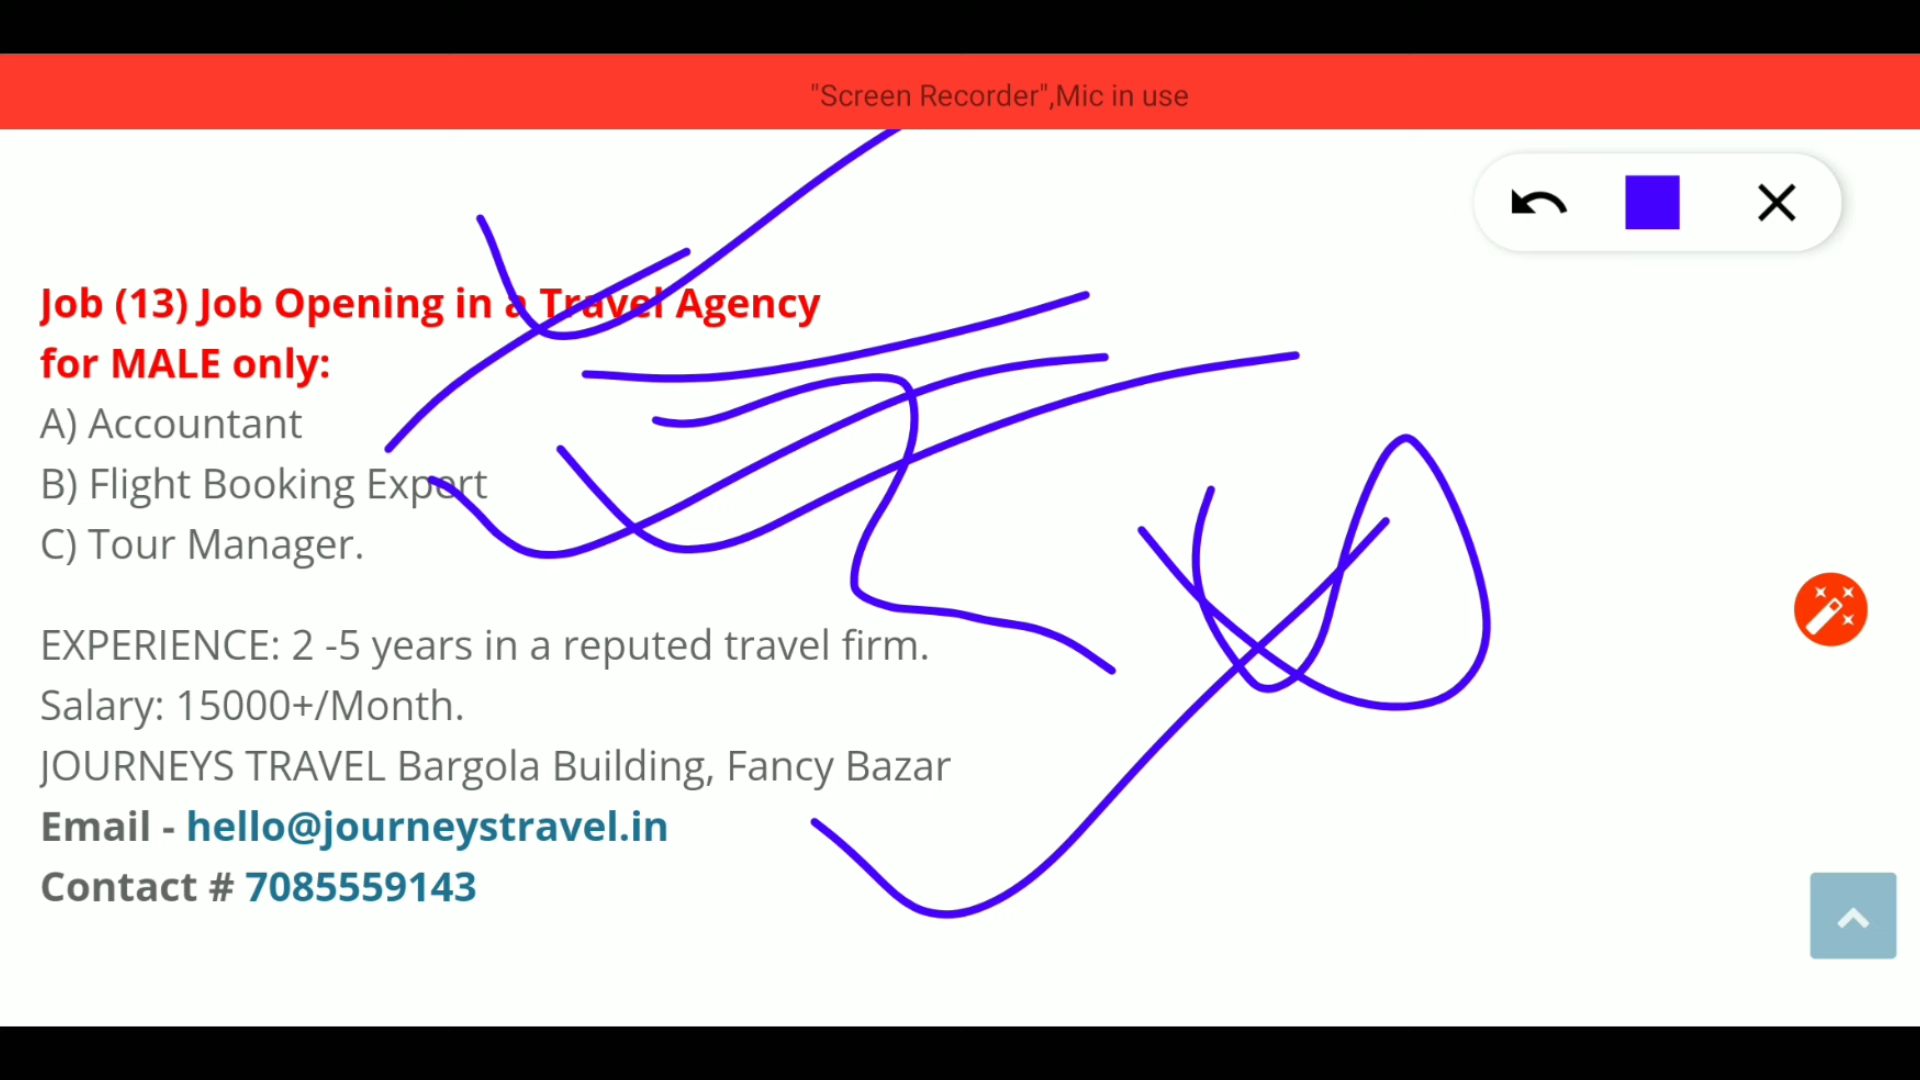 "Screen Recorder",Mic in use
Job (13) Job Opening in a Travel Agency
for MALE only:
A) Accountant
B) Flight Booking Expert
C) Tour Manager.
EXPERIENCE: 2 -5 years in a reputed travel firm.
Salary: 15000+/Month.
JOURNEYS TRAVEL Bargola Building, Fancy Bazar
Email - hello@journeystravel.in
Contact # 7085559143